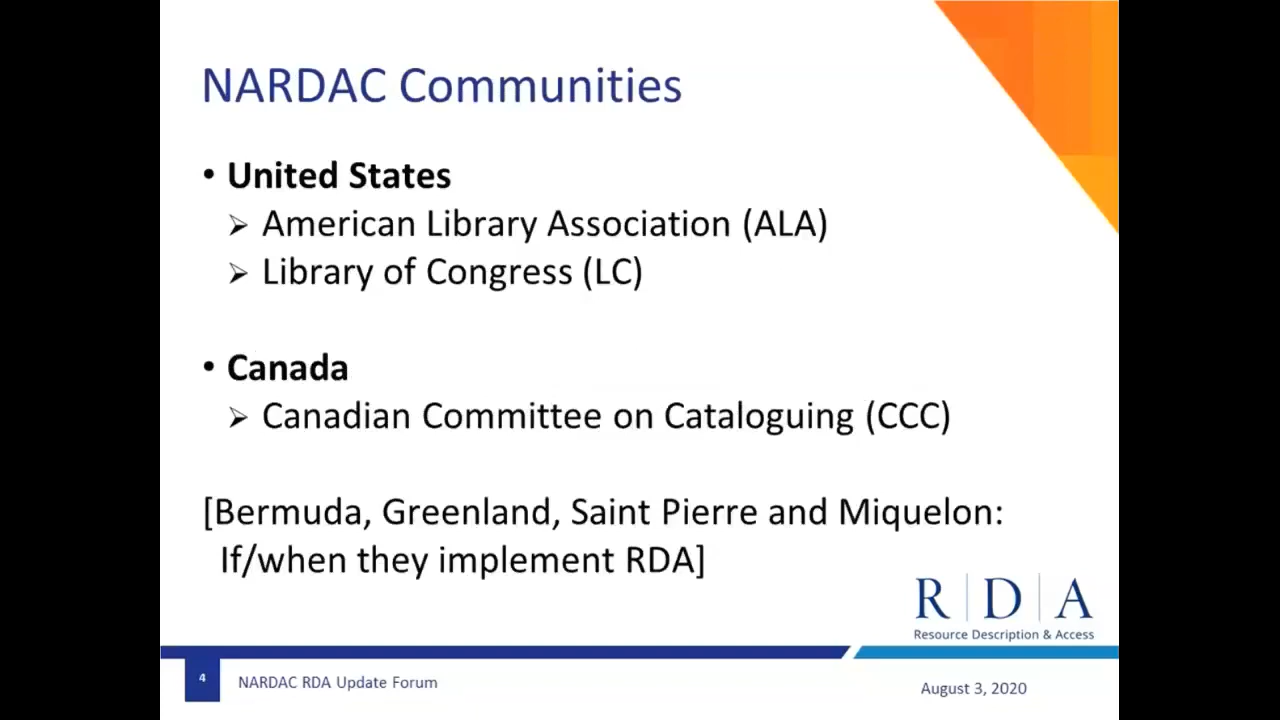 NARDAC Communities
• United States
➢ American Library Association (ALA)
➢ Library of Congress (LC)
• Canada
➢ Canadian Committee on Cataloguing (CCC)
[Bermuda, Greenland, Saint Pierre and Miquelon:
If/when they implement RDA]
R|D|A
Resource Description & Access
4
NARDAC RDA Update Forum
August 3, 2020